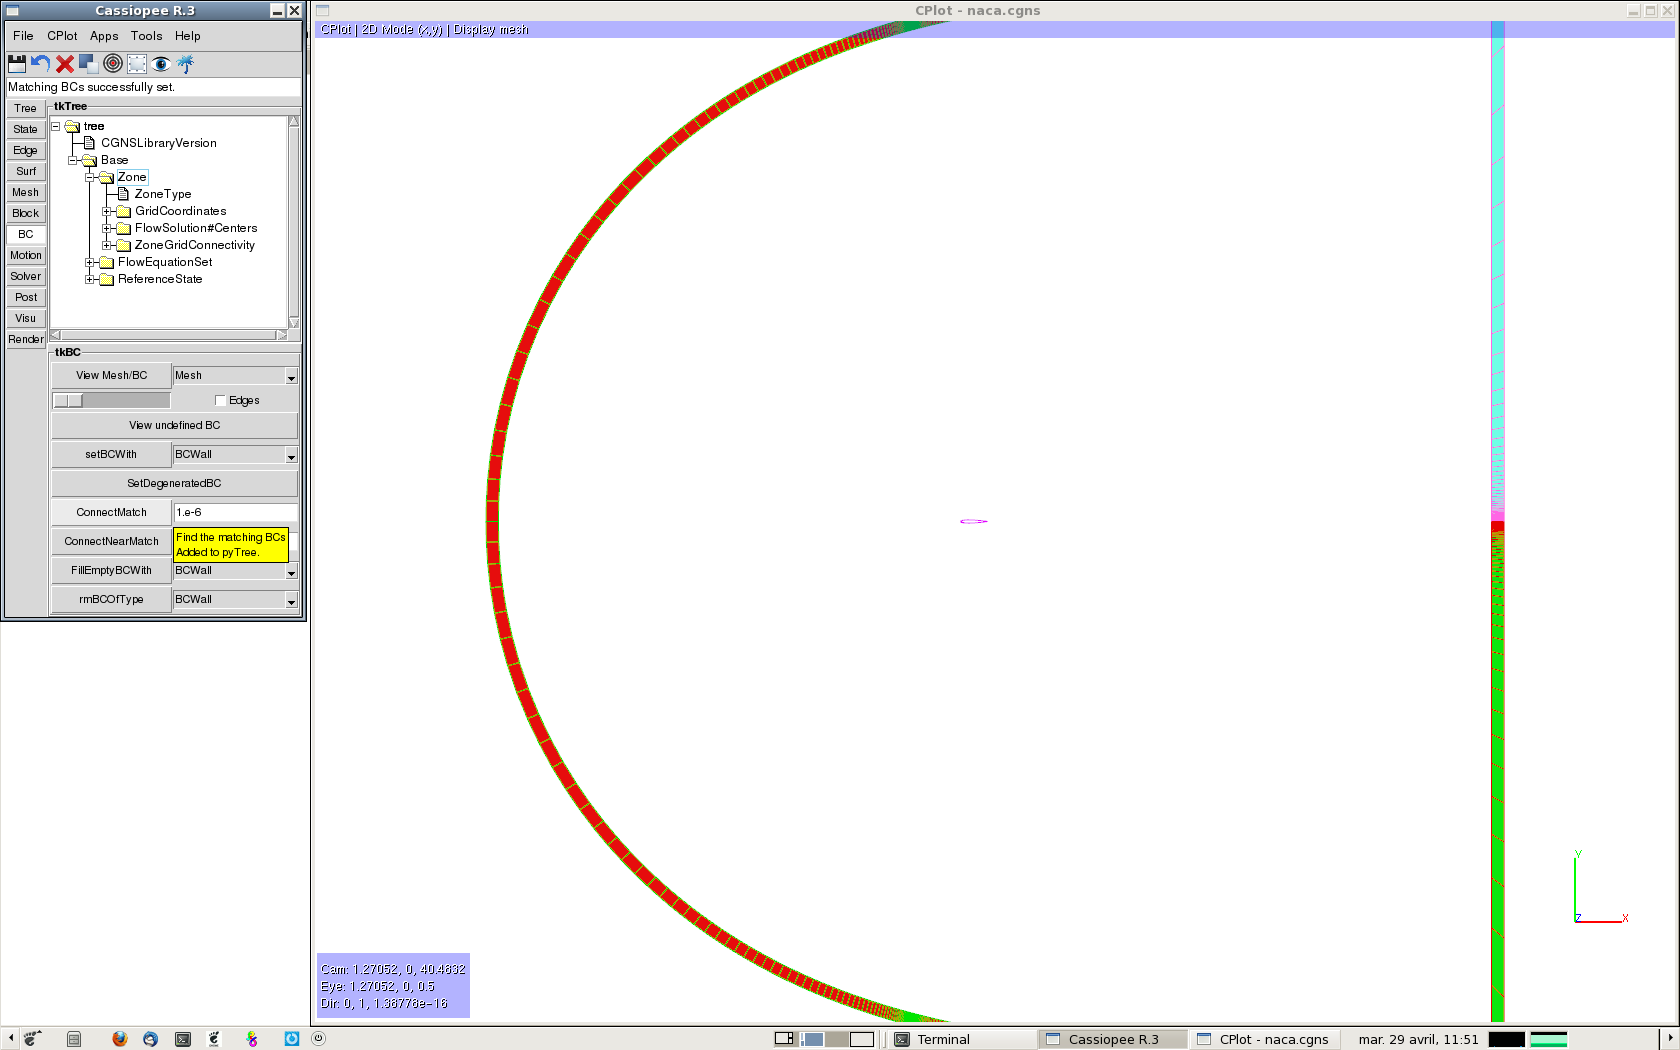 Cassiopee R.3
File CPlot Apps Tools Help
Matching BCs successfully set.
Tree
State
Edge
Surf
Mesh
Block
BC
Motion
Solver
Post
Visu
Render
tkTree
tree
CGNSLibraryVersion
Base
Zone
ZoneType
GridCoordinates
FlowSolution#Centers
ZoneGridConnectivity
FlowEquationSet
ReferenceState
tkBC
View Mesh/BC Mesh
Edges
View undefined BC
setBCWith BCWall
SetDegeneratedBC
ConnectMatch 1.e-6
ConnectNearMatch
Find the matching BCs
Added to pyTree.
FillEmptyBCWith BCWall
rmBCOfType BCWall
CPlot - naca.cgns
CPlot | 2D Mode (x,y) | Display mesh
Y
Z X
Cam: 1.27052, 0, 40.4832
Eye: 1.27052, 0, 0.5
Dir: 0, 1, 1.38778e-16
Terminal
Cassiopee R.3
CPlot - naca.cgns
mar. 29 avril, 11:51